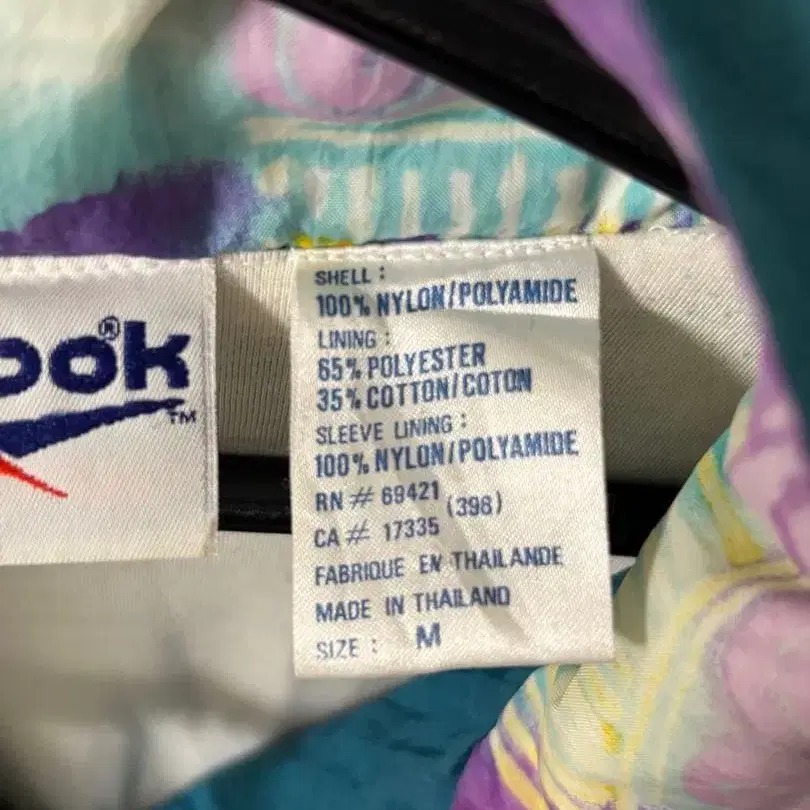 ook®
TM
SHELL :
100% NYLON/POLYAMIDE
LINING :
65% POLYESTER
35% COTTON/COTON
SLEEVE LINING :
100% NYLON/POLYAMIDE
RN # 69421 (398)
CA # 17335
FABRIQUE EN THAILANDE
MADE IN THAILAND
SIZE : M